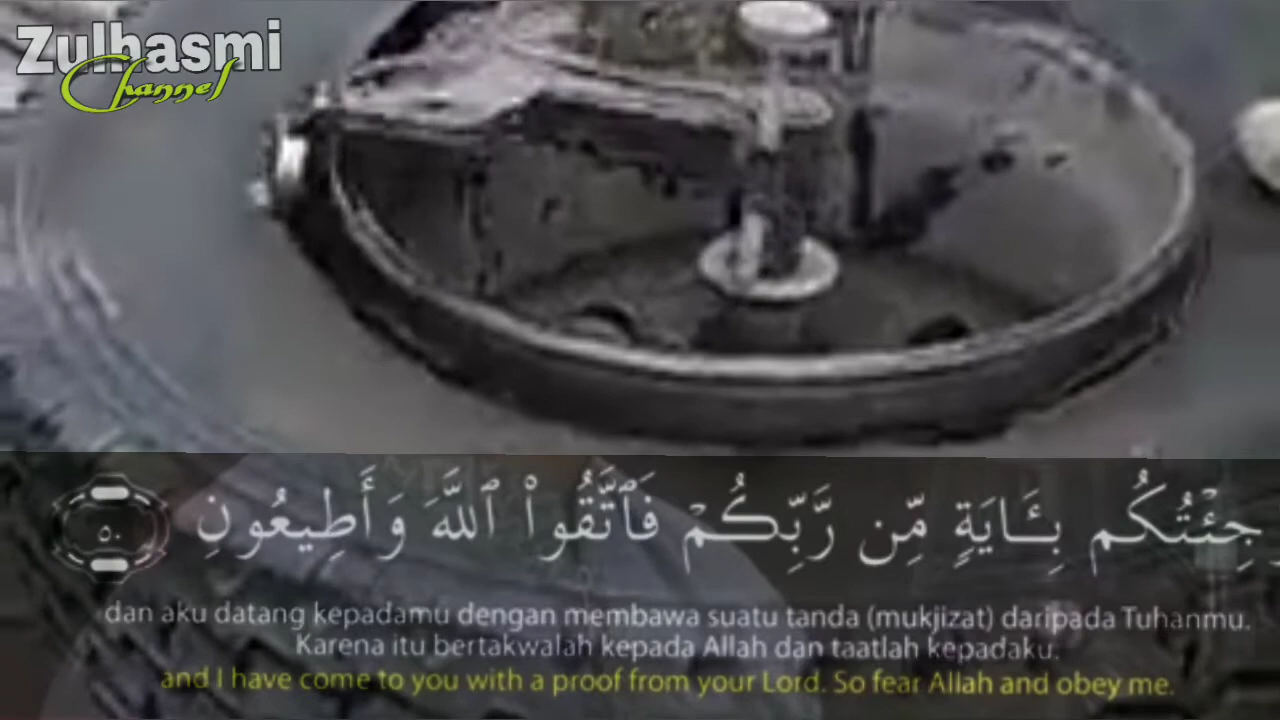 Zulhasmi
Channel
جِئْتُكُم بِـَٔايَةٍ مِّن رَّبِّكُمْ فَٱتَّقُوا۟ ٱللَّهَ وَأَطِيعُونِ ٥٠
dan aku datang kepadamu dengan membawa suatu tanda (mukjizat) daripada Tuhanmu.
Karena itu bertakwalah kepada Allah dan taatlah kepadaku.
and I have come to you with a proof from your Lord. So fear Allah and obey me.